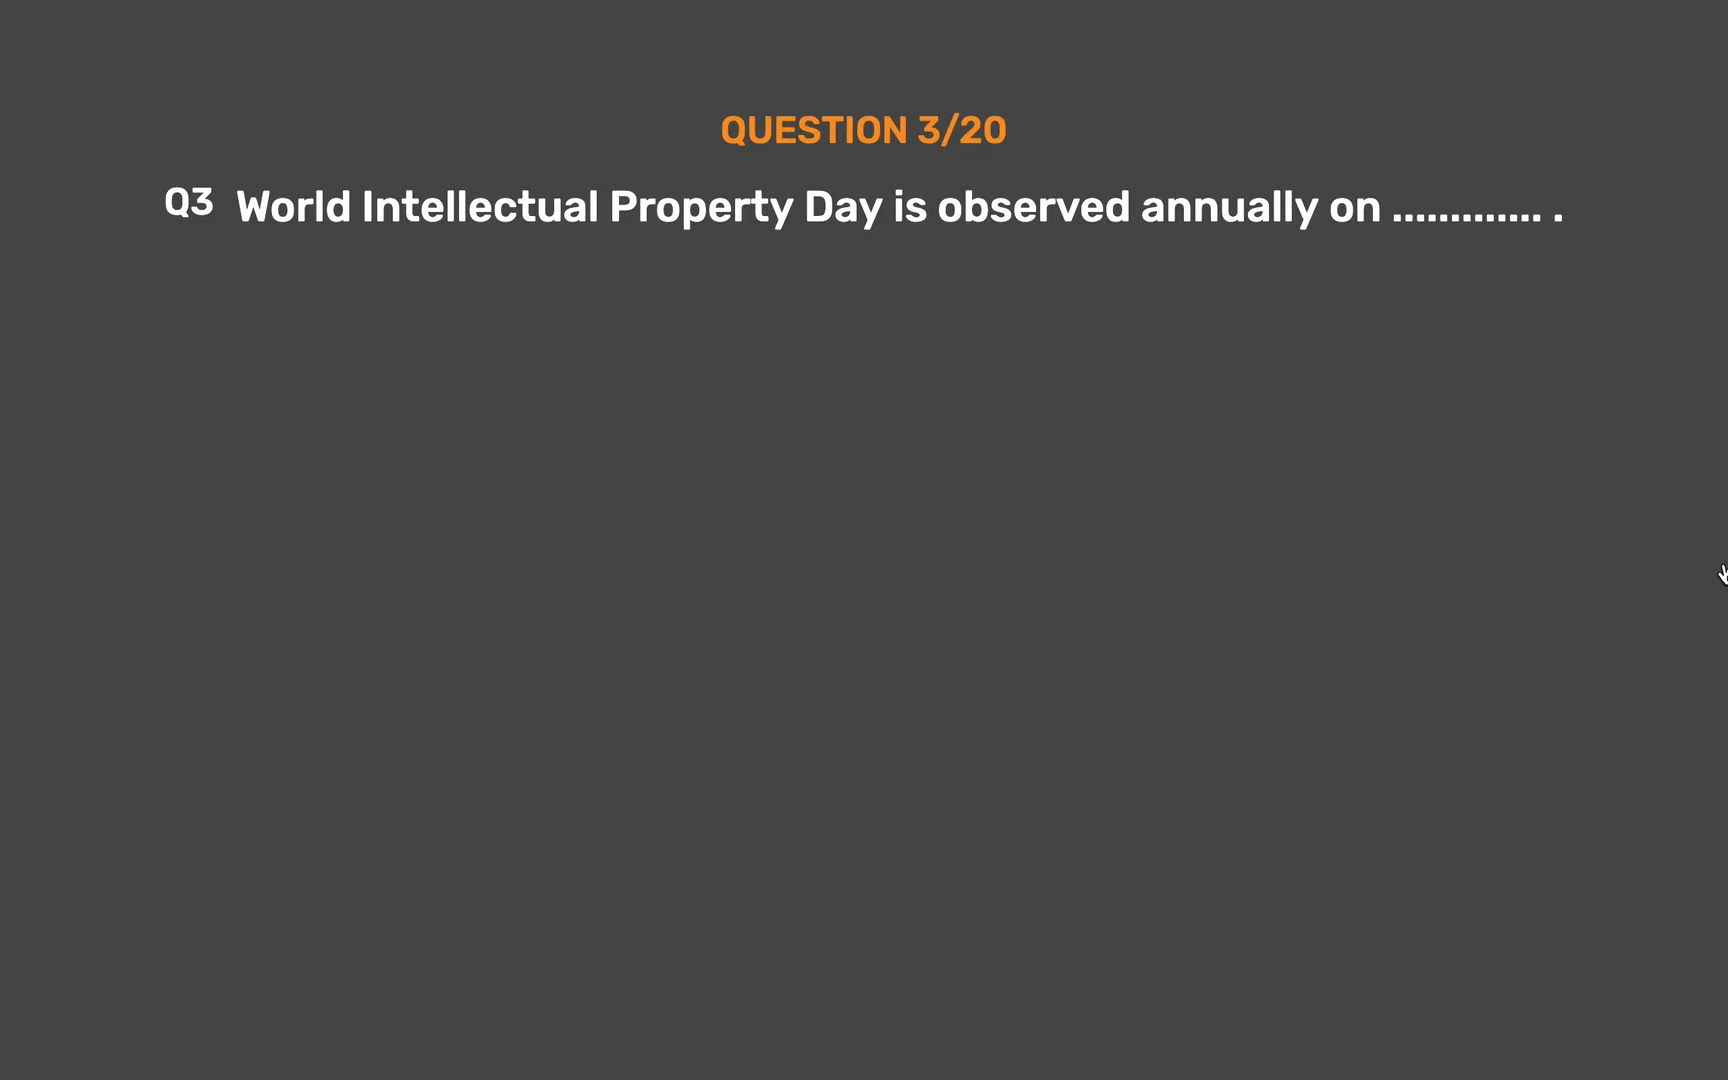 QUESTION 3/20
Q3 World Intellectual Property Day is observed annually on ............. .